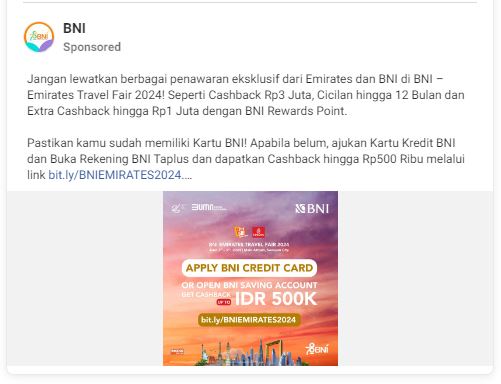 BNI
Sponsored
Jangan lewatkan berbagai penawaran eksklusif dari Emirates dan BNI di BNI –
Emirates Travel Fair 2024! Seperti Cashback Rp3 Juta, Cicilan hingga 12 Bulan dan
Extra Cashback hingga Rp1 Juta dengan BNI Rewards Point.
Pastikan kamu sudah memiliki Kartu BNI! Apabila belum, ajukan Kartu Kredit BNI
dan Buka Rekening BNI Taplus dan dapatkan Cashback hingga Rp500 Ribu melalui
link bit.ly/BNIEMIRATES2024....
BUMN
BNI
BNI EMIRATES TRAVEL FAIR 2024
APPLY BNI CREDIT CARD
OR OPEN BNI SAVING ACCOUNT
GET CASHBACK UP TO IDR 500K
bit.ly/BNIEMIRATES2024
BNI